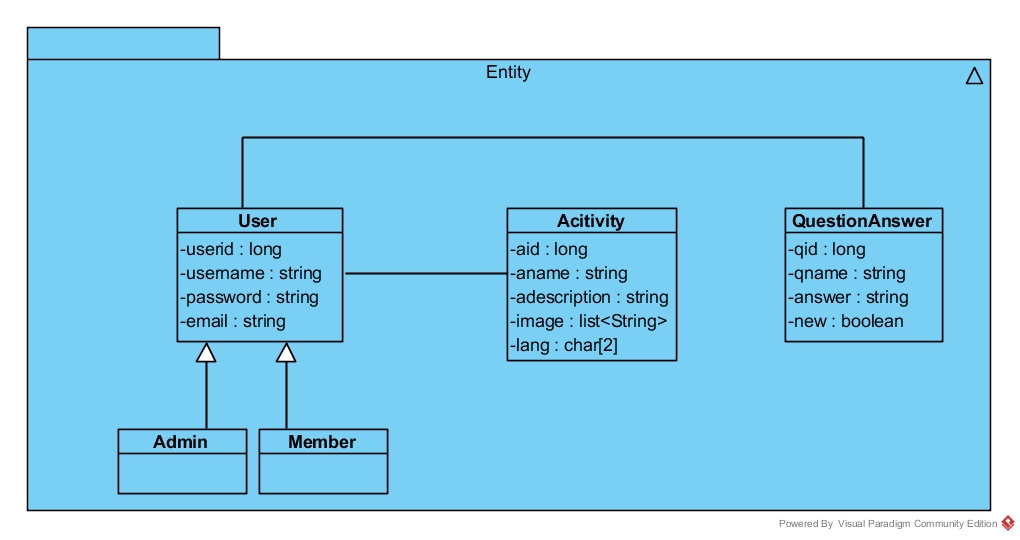 Entity
User
-userid : long
-username : string
-password : string
-email : string
Acitivity
-aid : long
-aname : string
-adescription : string
-image : list<String>
-lang : char[2]
QuestionAnswer
-qid : long
-qname : string
-answer : string
-new : boolean
Admin
Member
Powered By Visual Paradigm Community Edition